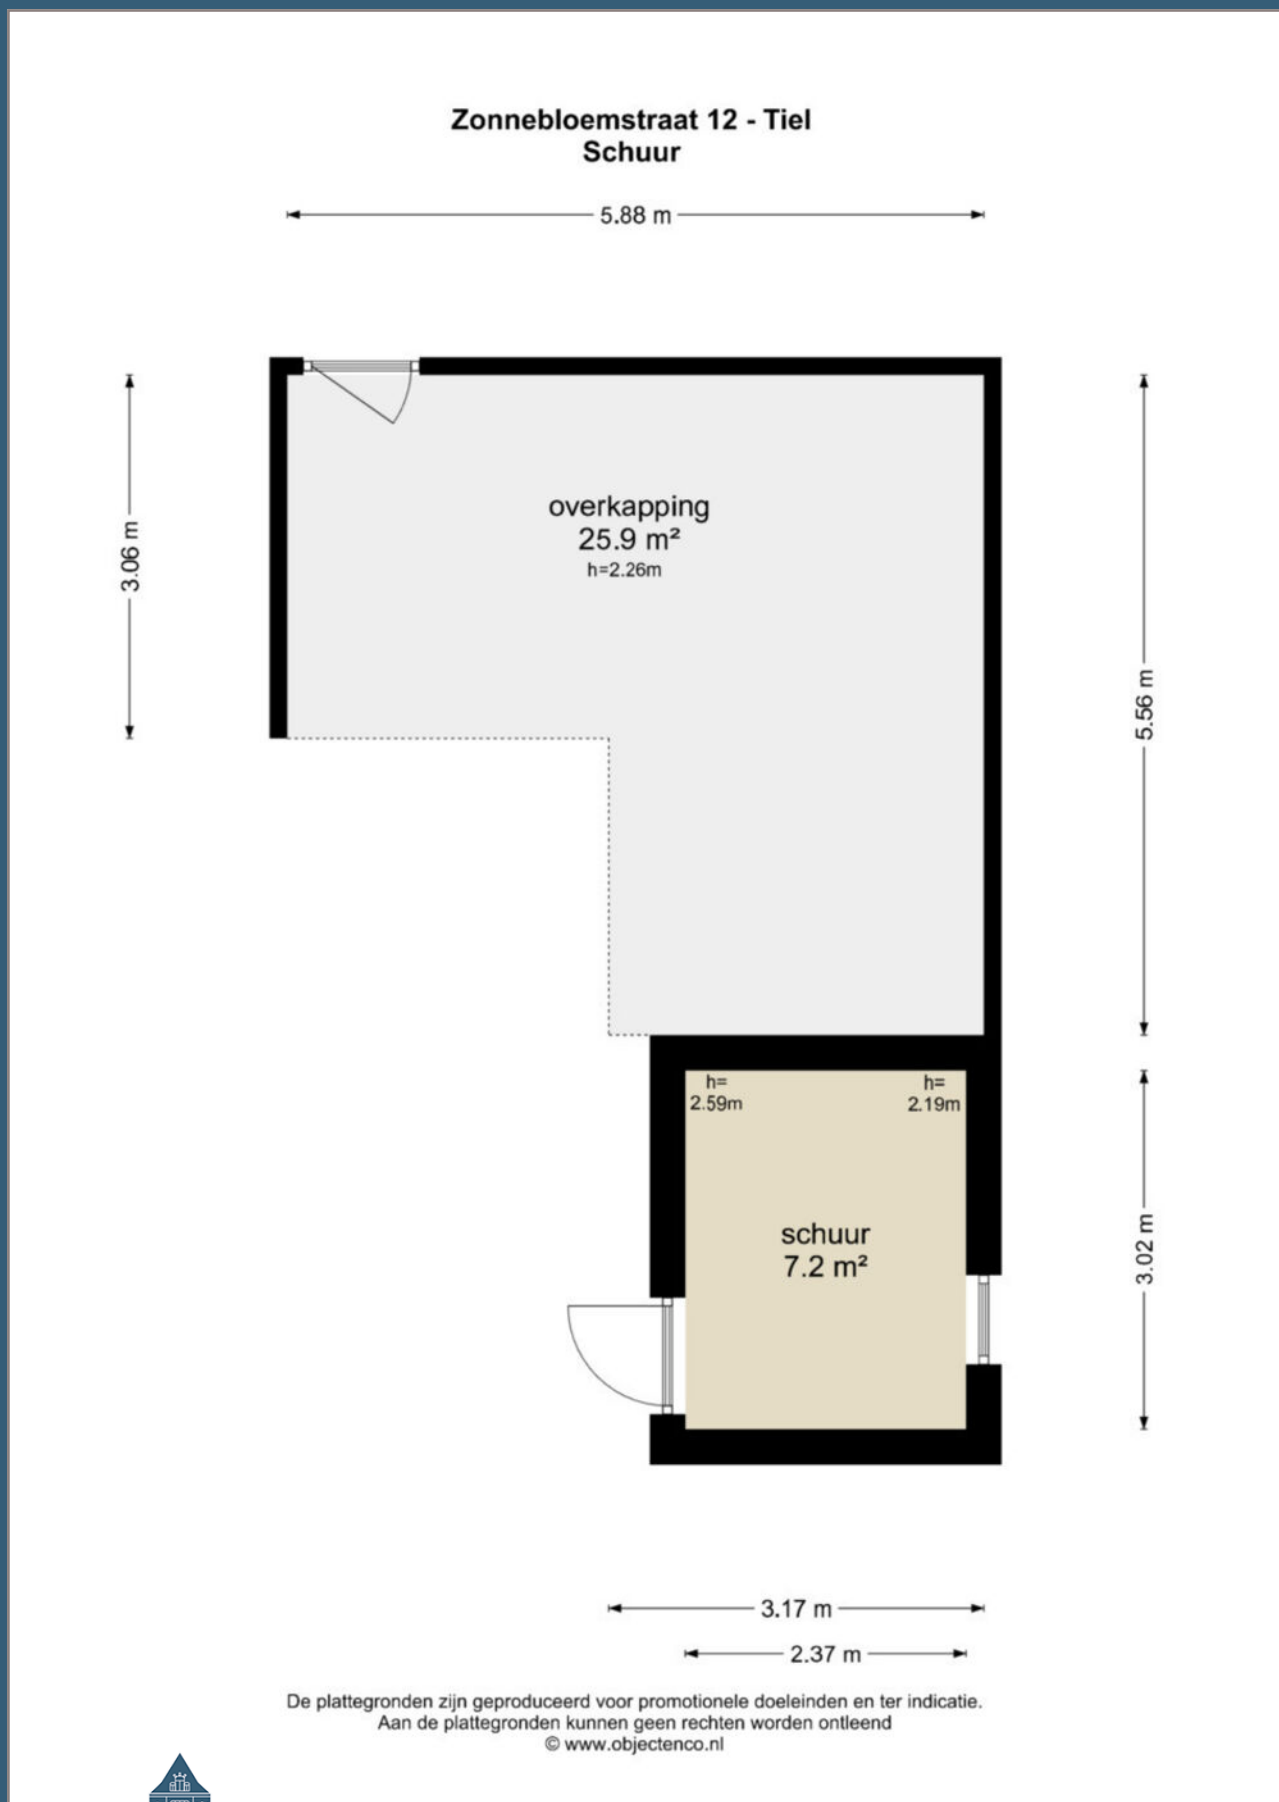 Zonnebloemstraat 12 - Tiel
Schuur
5.88 m
3.06 m
overkapping
25.9 m²
h=2.26m
5.56 m
h=
2.59m
h=
2.19m
schuur
7.2 m²
3.02 m
3.17 m
2.37 m
De plattegronden zijn geproduceerd voor promotionele doeleinden en ter indicatie.
Aan de plattegronden kunnen geen rechten worden ontleend
© www.objectenco.nl